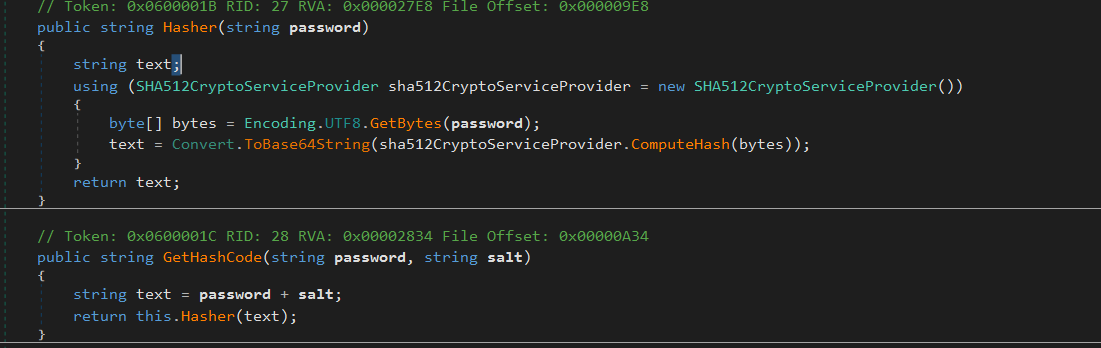 // Token: 0x0600001B RID: 27 RVA: 0x000027E8 File Offset: 0x000009E8
public string Hasher(string password)
{
string text;
using (SHA512CryptoServiceProvider sha512CryptoServiceProvider = new SHA512CryptoServiceProvider())
{
byte[] bytes = Encoding.UTF8.GetBytes(password);
text = Convert.ToBase64String(sha512CryptoServiceProvider.ComputeHash(bytes));
}
return text;
}
// Token: 0x0600001C RID: 28 RVA: 0x00002834 File Offset: 0x00000A34
public string GetHashCode(string password, string salt)
{
string text = password + salt;
return this.Hasher(text);
}